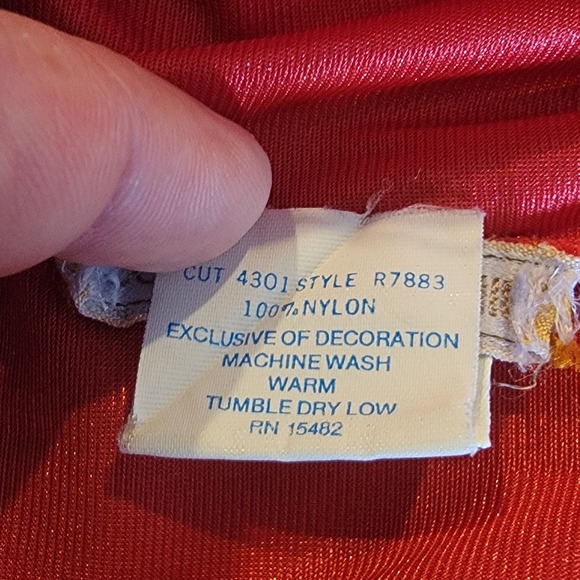 CUT 4301 STYLE R7883
100% NYLON
EXCLUSIVE OF DECORATION
MACHINE WASH
WARM
TUMBLE DRY LOW
RN 15482